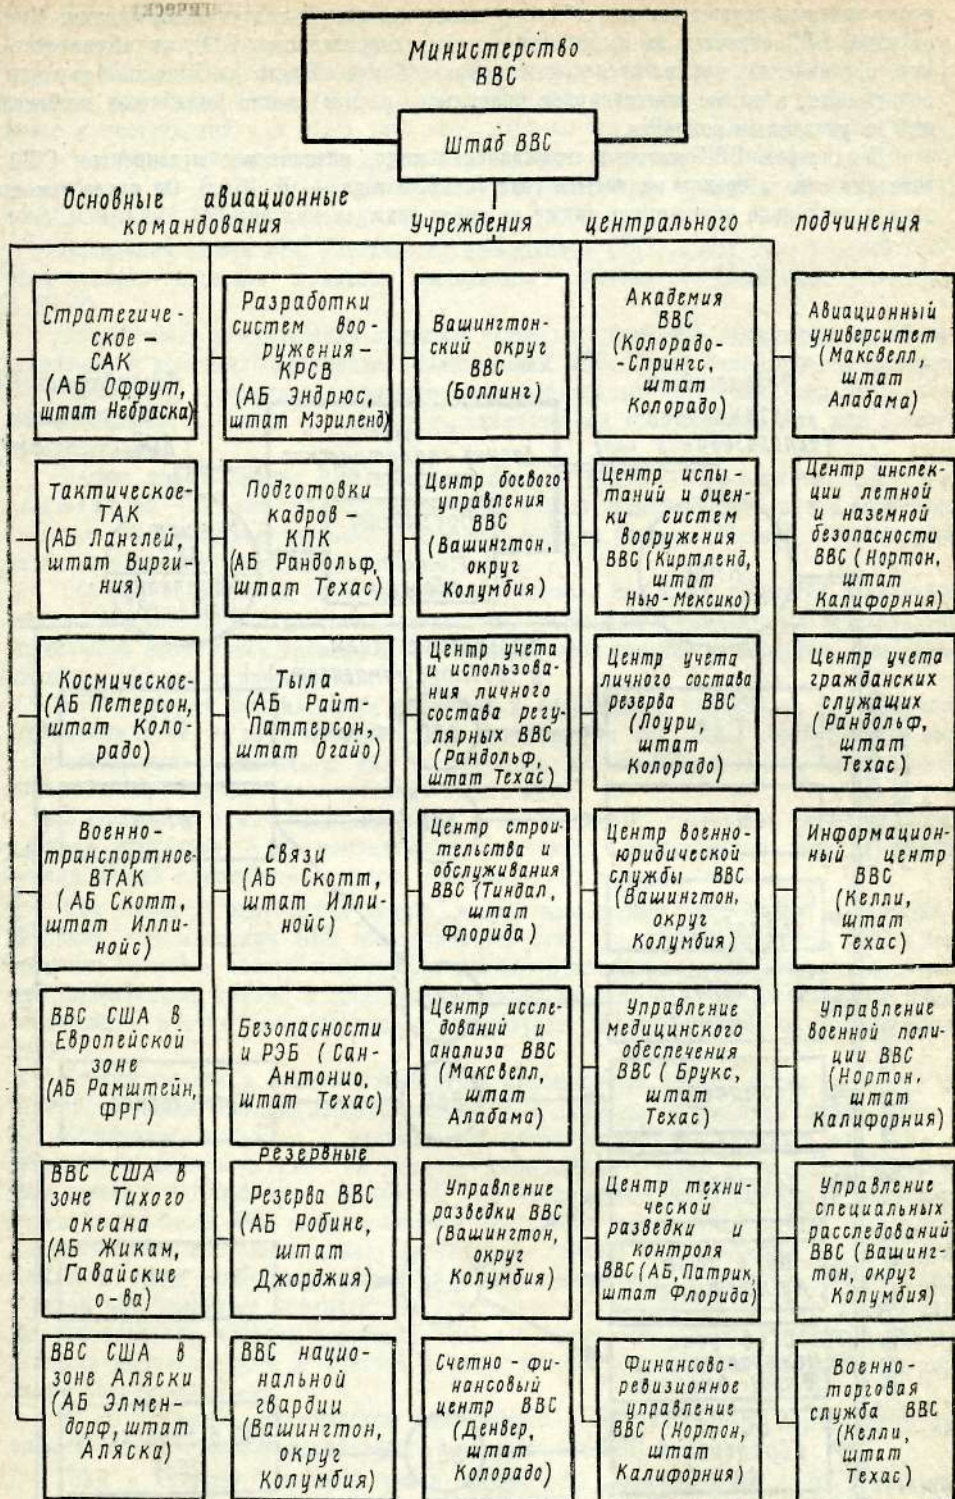 Министерство
ВВС
Штаб ВВС
Основные авиационные
командования
Учреждения центрального подчинения
Стратегиче-
ское –
САК
(АБ Оффут,
штат Небраска)
Разработки
систем воо-
ружения –
КРСВ
(АБ Эндрюс,
штат Мэриленд)
Вашингтон-
ский округ
ВВС
(Боллинг)
Академия
ВВС
(Колорадо-
-Спрингс,
штат
Колорадо)
Авиационный
университет
(Максвелл,
штат
Алабама)
Тактическое-
ТАК
(АБ Ланглей,
штат Вирги-
ния)
Подготовки
кадров –
КПК
(АБ Рандольф,
штат Техас)
Центр боевого
управления
ВВС
(Вашингтон,
округ
Колумбия)
Центр испы-
таний и оцен-
ки систем
вооружения
ВВС (Киртленд,
штат
Нью-Мексико)
Центр инспек-
ции летной
и наземной
безопасности
ВВС (Нортон,
штат
Калифорния)
Космическое-
(АБ Петерсон,
штат Коло-
радо)
Тыла
(АБ Райт-
Паттерсон,
штат Огайо)
Центр учета
и использова-
ния личного
состава регу-
лярных ВВС
(Рандольф,
штат Техас)
Центр учета
личного состава
резерва ВВС
(Лоури,
штат
Колорадо)
Центр учета
гражданских
служащих
(Рандольф,
штат
Техас)
Военно-
транспортное-
ВТАК
(АБ Скотт,
штат Илли-
нойс)
Связи
(АБ Скотт,
штат Илли-
нойс)
Центр строи-
тельства и
обслуживания
ВВС (Тиндал,
штат
Флорида)
Центр военно-
юридической
службы ВВС
(Вашингтон,
округ
Колумбия)
Информацион-
ный центр
ВВС
(Келли,
штат
Техас)
ВВС США в
Европейской
зоне
(АБ Рамштейн,
ФРГ)
Безопасности
и РЭБ (Сан-
Антонио,
штат Техас)
Центр иссле-
дований и
анализа ВВС
(Максвелл,
штат
Алабама)
Управление
медицинского
обеспечения
ВВС (Брукс,
штат
Техас)
Управление
военной поли-
ции ВВС
(Нортон,
штат
Калифорния)
резервные
ВВС США в
зоне Тихого
океана
(АБ Жикам,
Гавайские
о-ва)
Резерва ВВС
(АБ Робине,
штат
Джорджия)
Управление
разведки ВВС
(Вашингтон,
округ
Колумбия)
Центр техни-
ческой
разведки и
контроля
ВВС (АБ, Патрик,
штат Флорида)
Управление
специальных
расследований
ВВС (Вашинг-
тон, округ
Колумбия)
ВВС США в
зоне Аляски
(АБ Элмен-
дорф, штат
Аляска)
ВВС нацио-
нальной
гвардии
(Вашингтон,
округ
Колумбия)
Счетно-фи-
нансовый
центр ВВС
(Денвер,
штат
Колорадо)
Финансово-
ревизионное
управление
ВВС (Нортон,
штат
Калифорния)
Военно-
торговая
служба ВВС
(Келли,
штат
Техас)